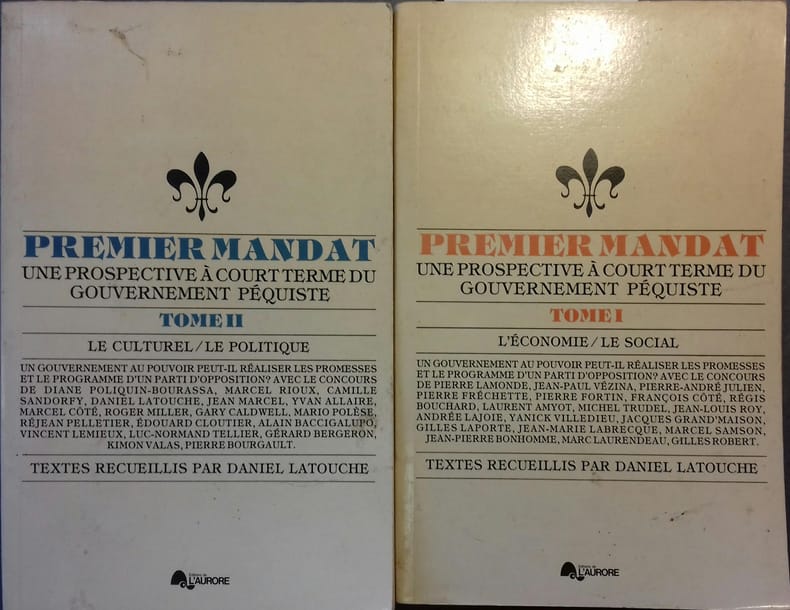 PREMIER MANDAT
UNE PROSPECTIVE À COURT TERME DU
GOUVERNEMENT PÉQUISTE
TOME II
LE CULTUREL/LE POLITIQUE
UN GOUVERNEMENT AU POUVOIR PEUT-IL RÉALISER LES PROMESSES
ET LE PROGRAMME D'UN PARTI D'OPPOSITION? AVEC LE CONCOURS
DE DIANE POLIQUIN-BOURASSA, MARCEL RIOUX, CAMILLE
SANDORFY, DANIEL LATOUCHE, JEAN MARCEL, YVAN ALLAIRE,
MARCEL CÔTÉ, ROGER MILLER, GARY CALDWELL, MARIO POLÈSE,
RÉJEAN PELLETIER, ÉDOUARD CLOUTIER, ALAIN BACCIGALUPO,
VINCENT LEMIEUX, LUC-NORMAND TELLIER, GÉRARD BERGERON,
KIMON VALAS, PIERRE BOURGAULT.
TEXTES RECUEILLIS PAR DANIEL LATOUCHE
Éditions de
L'AURORE
PREMIER MANDAT
UNE PROSPECTIVE À COURT TERME DU
GOUVERNEMENT PÉQUISTE
TOME I
L'ÉCONOMIE/LE SOCIAL
UN GOUVERNEMENT AU POUVOIR PEUT-IL RÉALISER LES PROMESSES
ET LE PROGRAMME D'UN PARTI D'OPPOSITION? AVEC LE CONCOURS
DE PIERRE LAMONDE, JEAN-PAUL VÉZINA, PIERRE-ANDRÉ JULIEN,
PIERRE FRÉCHETTE, PIERRE FORTIN, FRANÇOIS CÔTÉ, RÉGIS
BOUCHARD, LAURENT AMYOT, MICHEL TRUDEL, JEAN-LOUIS ROY,
ANDRÉE LAJOIE, YANICK VILLEDIEU, JACQUES GRAND'MAISON,
GILLES LAPORTE, JEAN-MARIE LABRECQUE, MARCEL SAMSON,
JEAN-PIERRE BONHOMME, MARC LAURENDEAU, GILLES ROBERT.
TEXTES RECUEILLIS PAR DANIEL LATOUCHE
Éditions de
L'AURORE